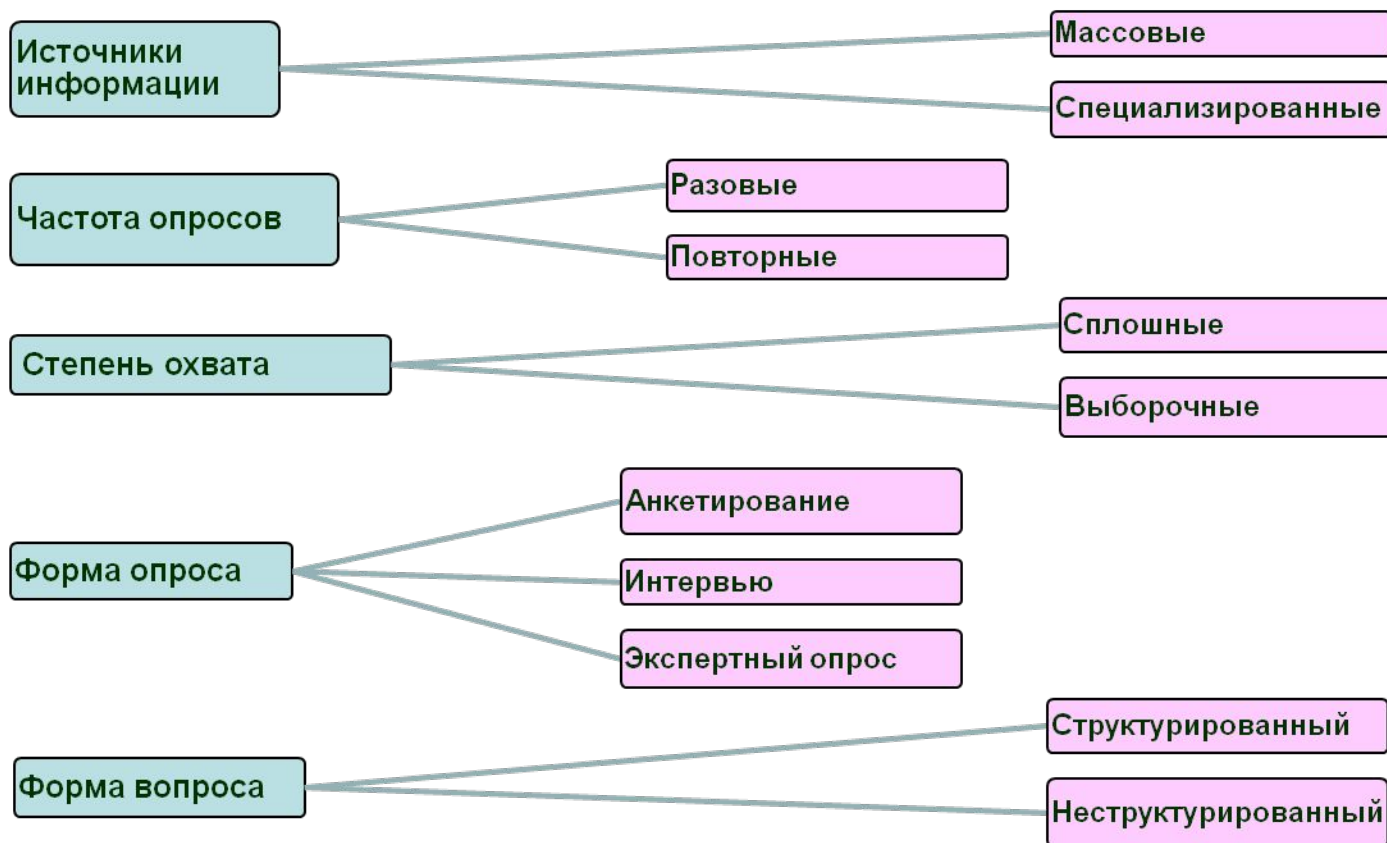 Источники
информации
Массовые
Специализированные
Частота опросов
Разовые
Повторные
Степень охвата
Сплошные
Выборочные
Форма опроса
Анкетирование
Интервью
Экспертный опрос
Форма вопроса
Структурированный
Неструктурированный